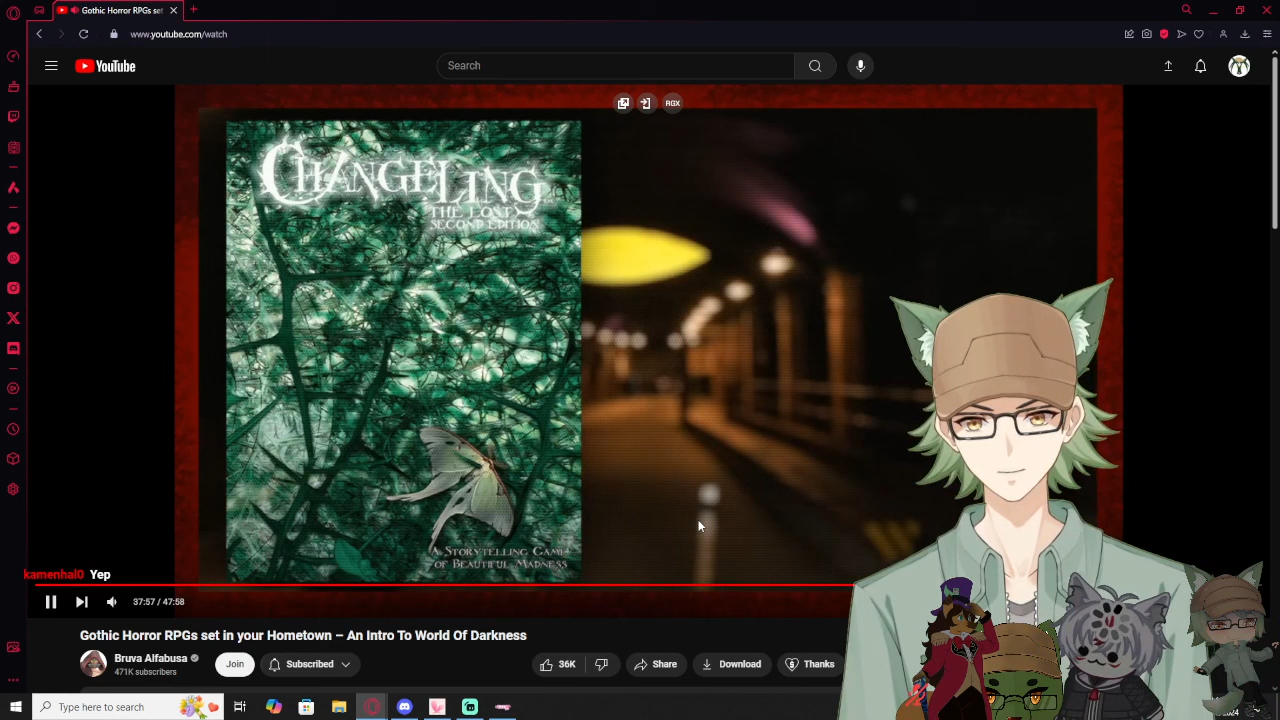 Gothic Horror RPGs set
www.youtube.com/watch
YouTube
Search
RGX
CHANGELING
THE LOST
SECOND EDITION
A STORYTELLING GAME
OF BEAUTIFUL MADNESS
kamenhal0 Yep
37:57 / 47:58
Gothic Horror RPGs set in your Hometown – An Intro To World Of Darkness
Bruva Alfabusa
471K subscribers
Join
Subscribed
36K
Share
Download
Thanks
Type here to search